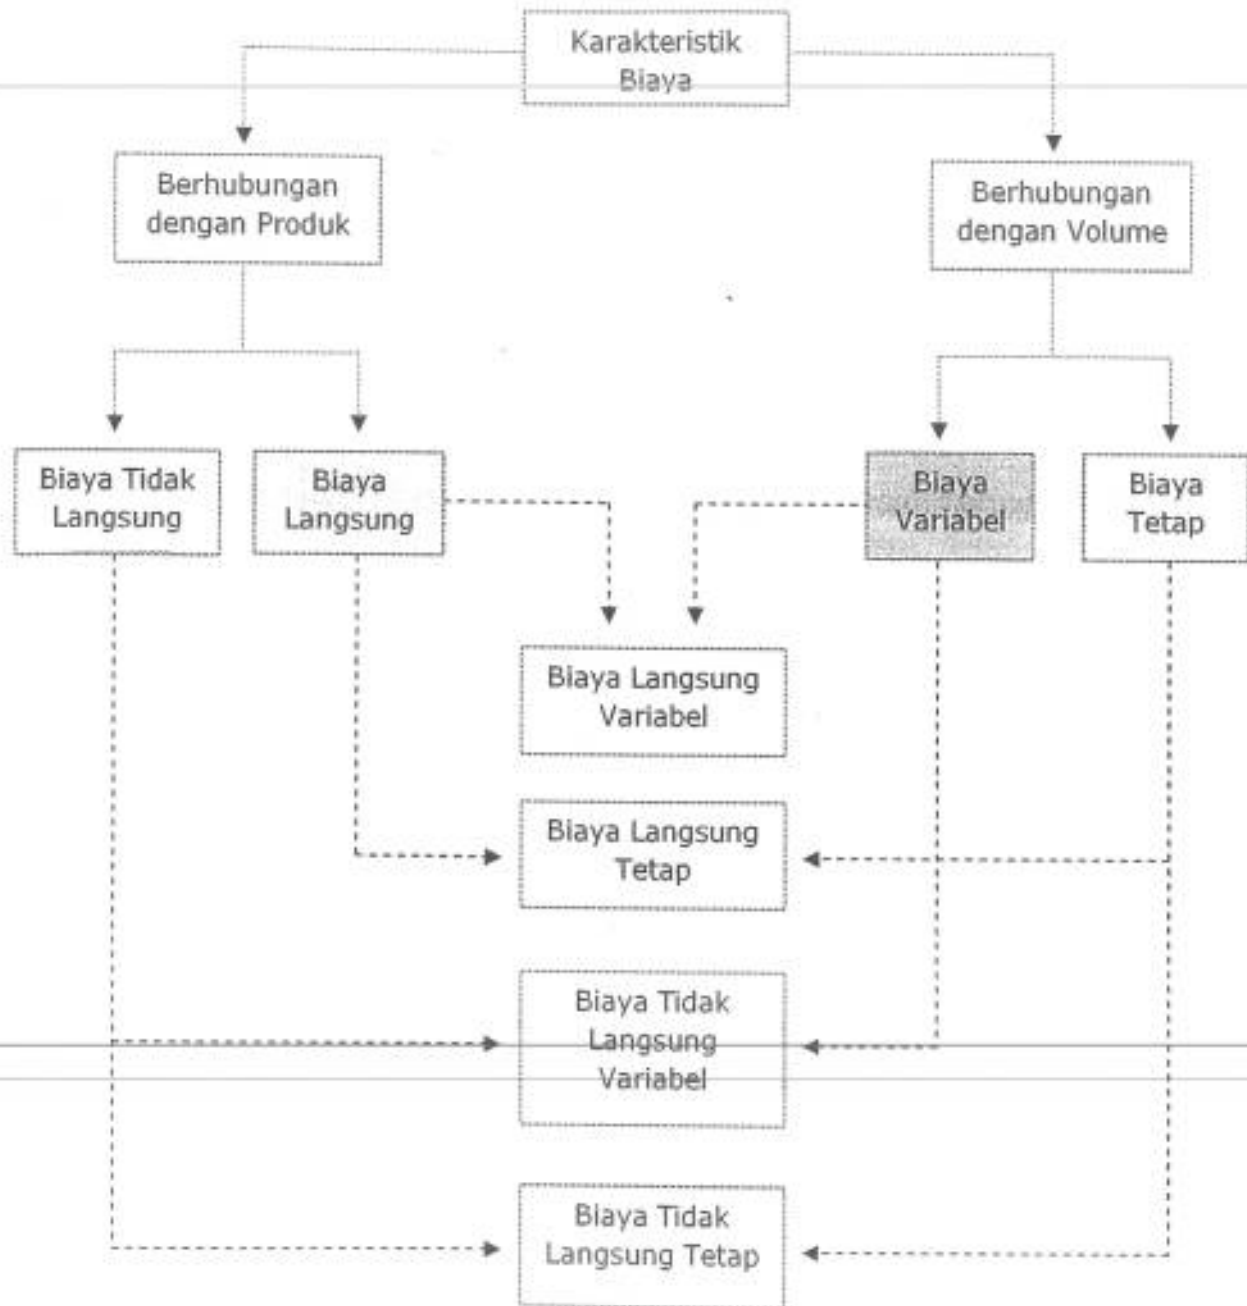 Karakteristik
Biaya
Berhubungan
dengan Produk
Berhubungan
dengan Volume
Biaya Tidak
Langsung
Biaya
Langsung
Biaya
Variabel
Biaya
Tetap
Biaya Langsung
Variabel
Biaya Langsung
Tetap
Biaya Tidak
Langsung
Variabel
Biaya Tidak
Langsung Tetap